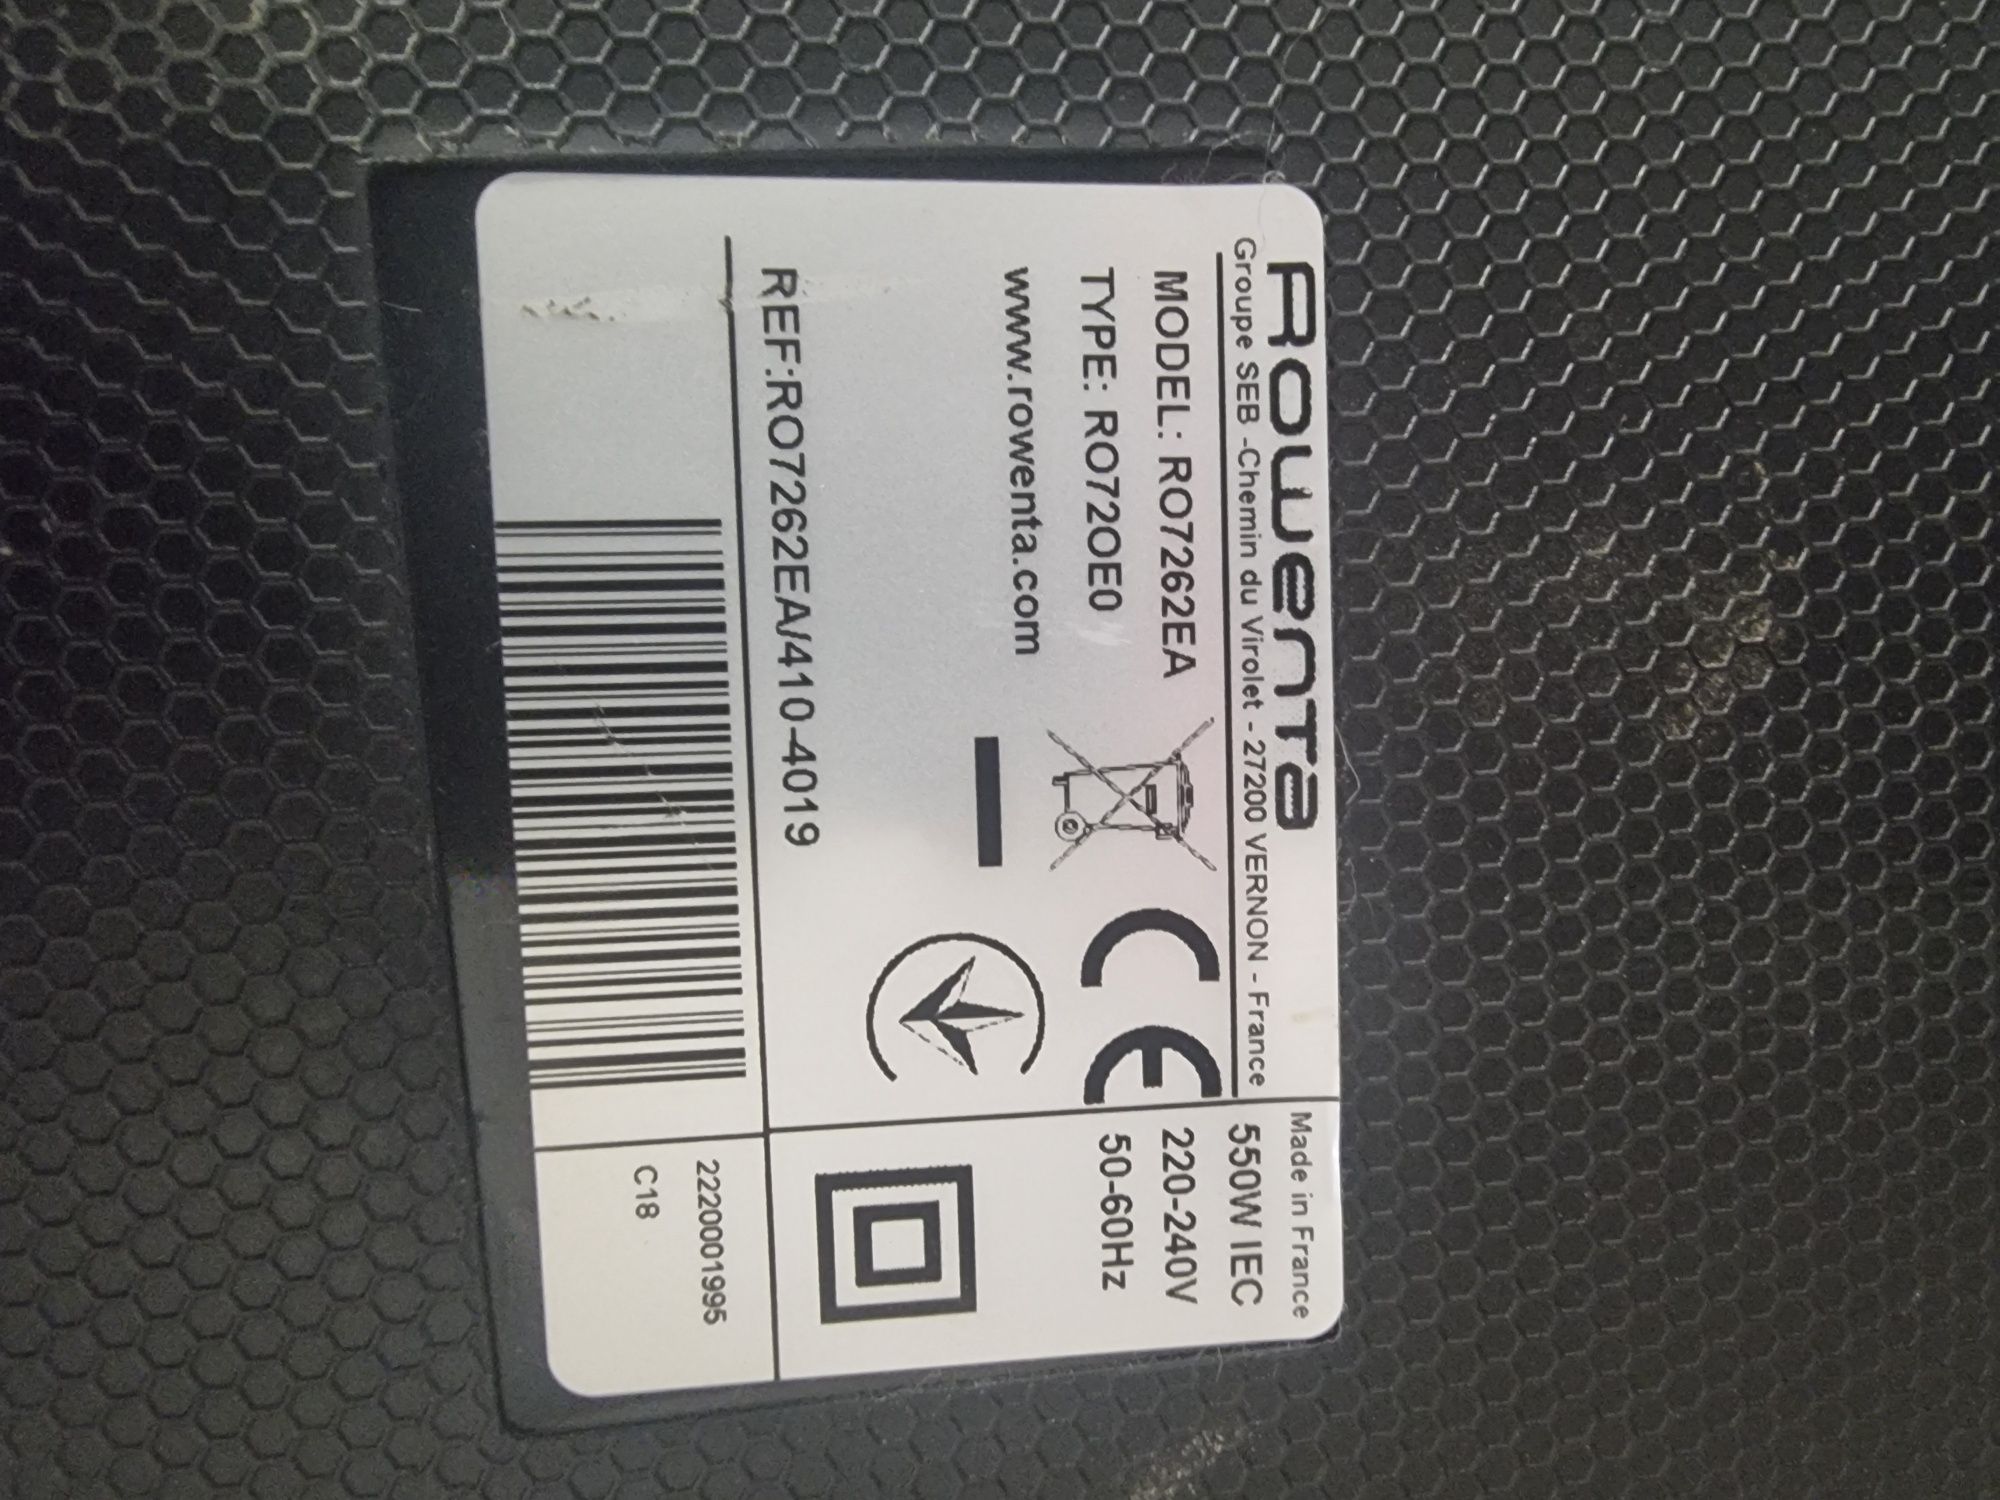 Rowenta
Made in France
Groupe SEB -Chemin du Virolet - 27200 VERNON - France
550W IEC
MODEL: RO7262EA
220-240V
TYPE: RO72OE0
50-60Hz
www.rowenta.com
CE
REF:RO7262EA/410-4019
2220001995
C18